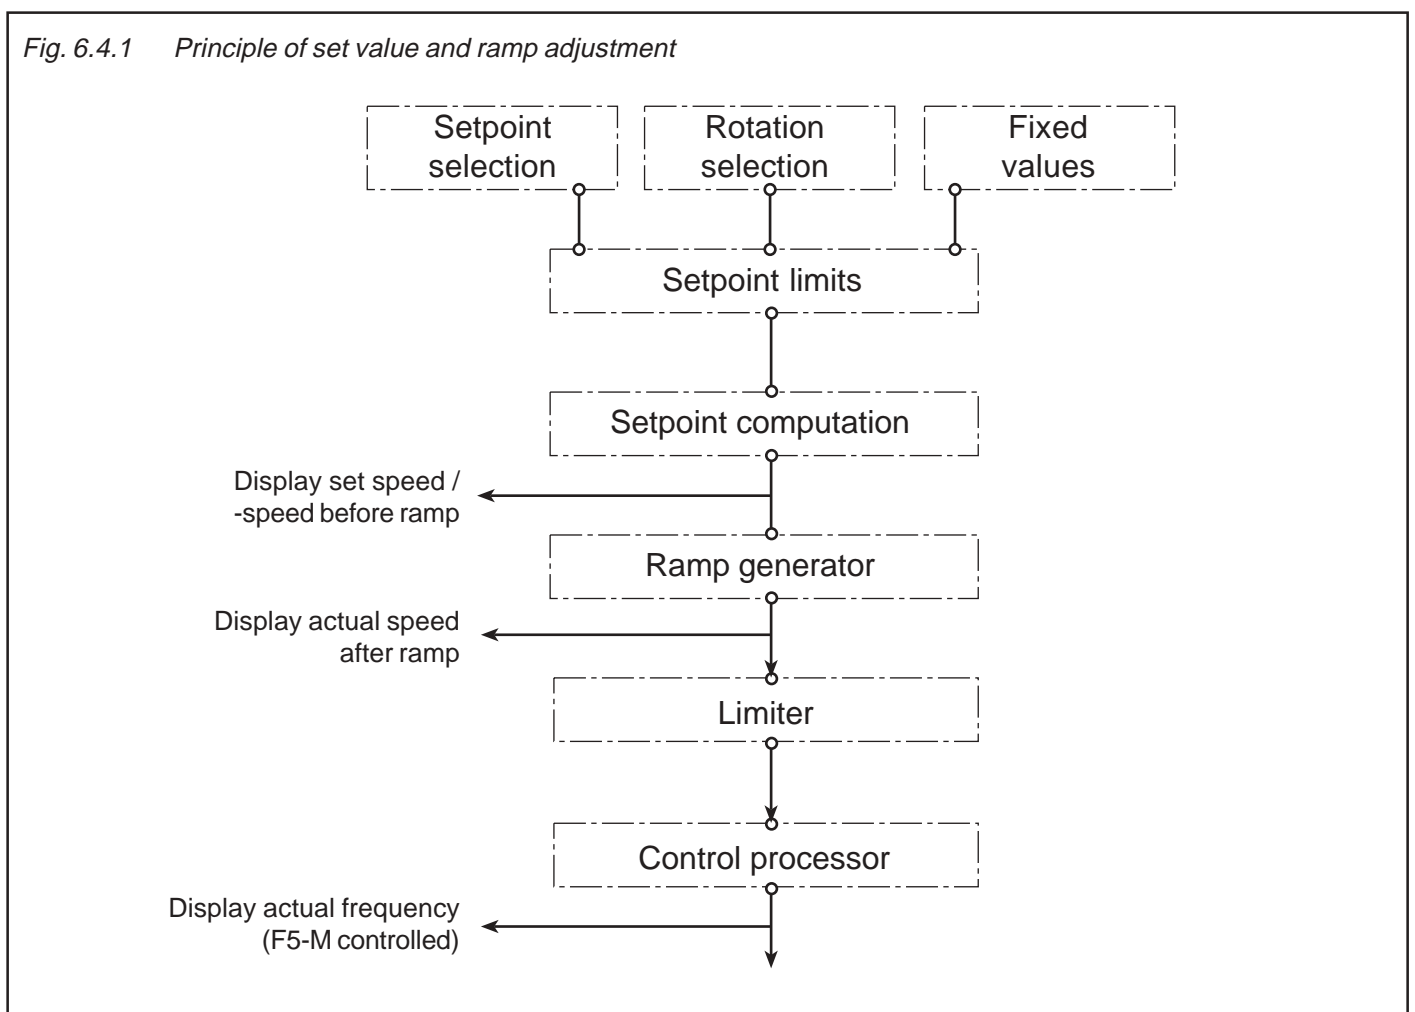 Fig. 6.4.1 Principle of set value and ramp adjustment
Setpoint
selection
Rotation
selection
Fixed
values
Setpoint limits
Setpoint computation
Display set speed /
-speed before ramp
Ramp generator
Display actual speed
after ramp
Limiter
Control processor
Display actual frequency
(F5-M controlled)